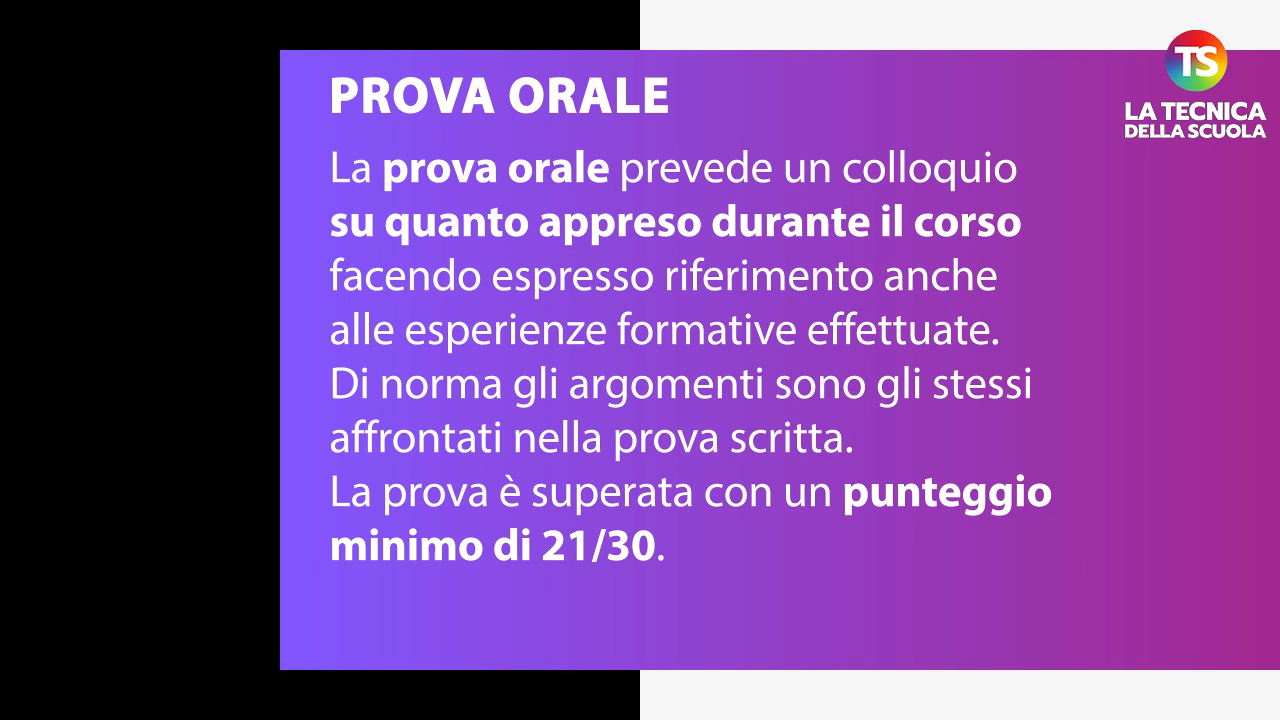 PROVA ORALE
La prova orale prevede un colloquio
su quanto appreso durante il corso
facendo espresso riferimento anche
alle esperienze formative effettuate.
Di norma gli argomenti sono gli stessi
affrontati nella prova scritta.
La prova è superata con un punteggio
minimo di 21/30.
TS
LA TECNICA
DELLA SCUOLA